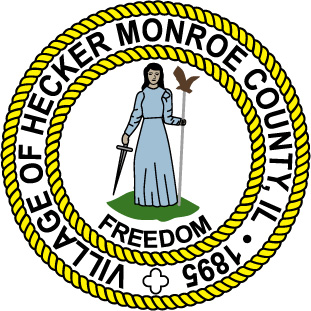 VILLAGE OF HECKER MONROE COUNTY, IL • 1895
FREEDOM